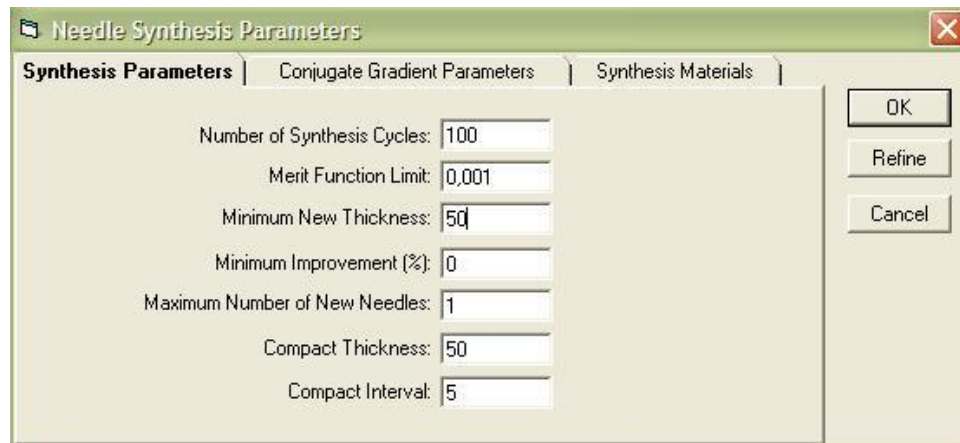 Needle Synthesis Parameters
Synthesis Parameters Conjugate Gradient Parameters Synthesis Materials
Number of Synthesis Cycles: 100
Merit Function Limit: 0,001
Minimum New Thickness: 50
Minimum Improvement (%): 0
Maximum Number of New Needles: 1
Compact Thickness: 50
Compact Interval: 5
OK
Refine
Cancel